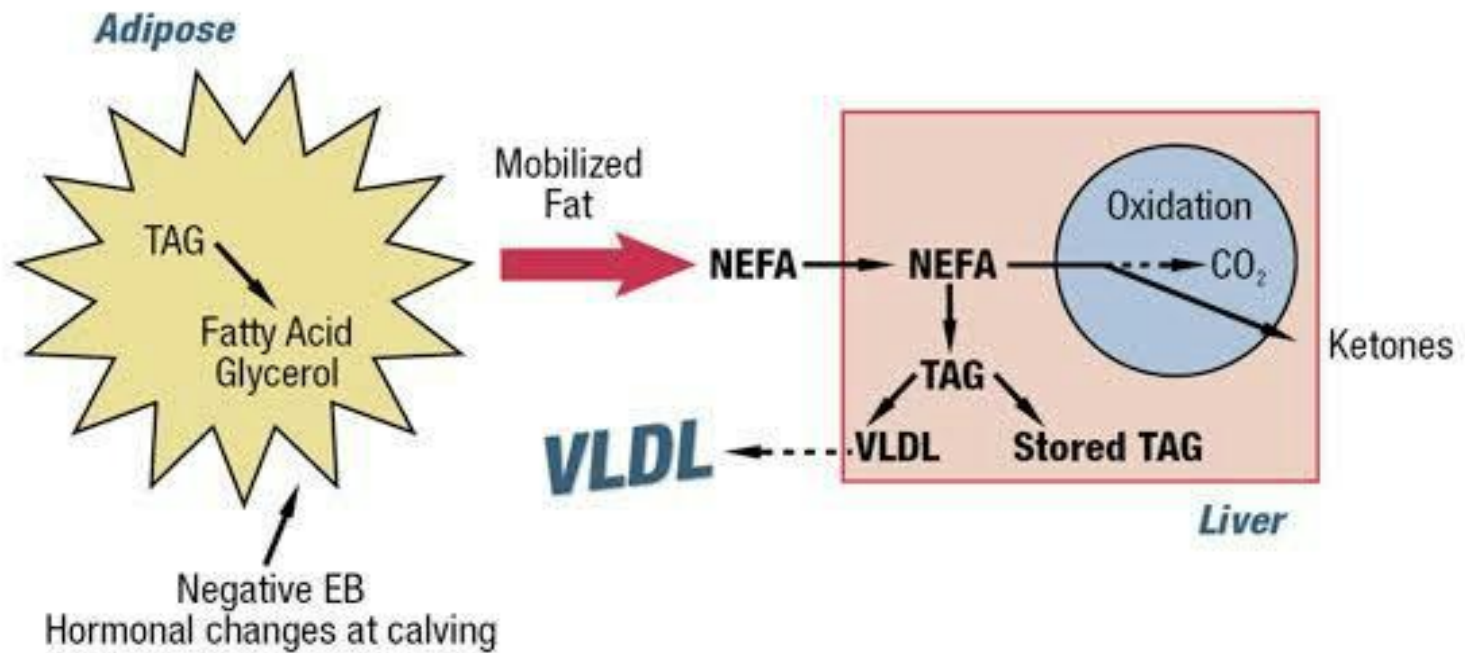 Adipose
TAG
Fatty Acid
Glycerol
Negative EB
Hormonal changes at calving
Mobilized
Fat
NEFA
NEFA
Oxidation
CO₂
Ketones
TAG
VLDL
VLDL
Stored TAG
Liver